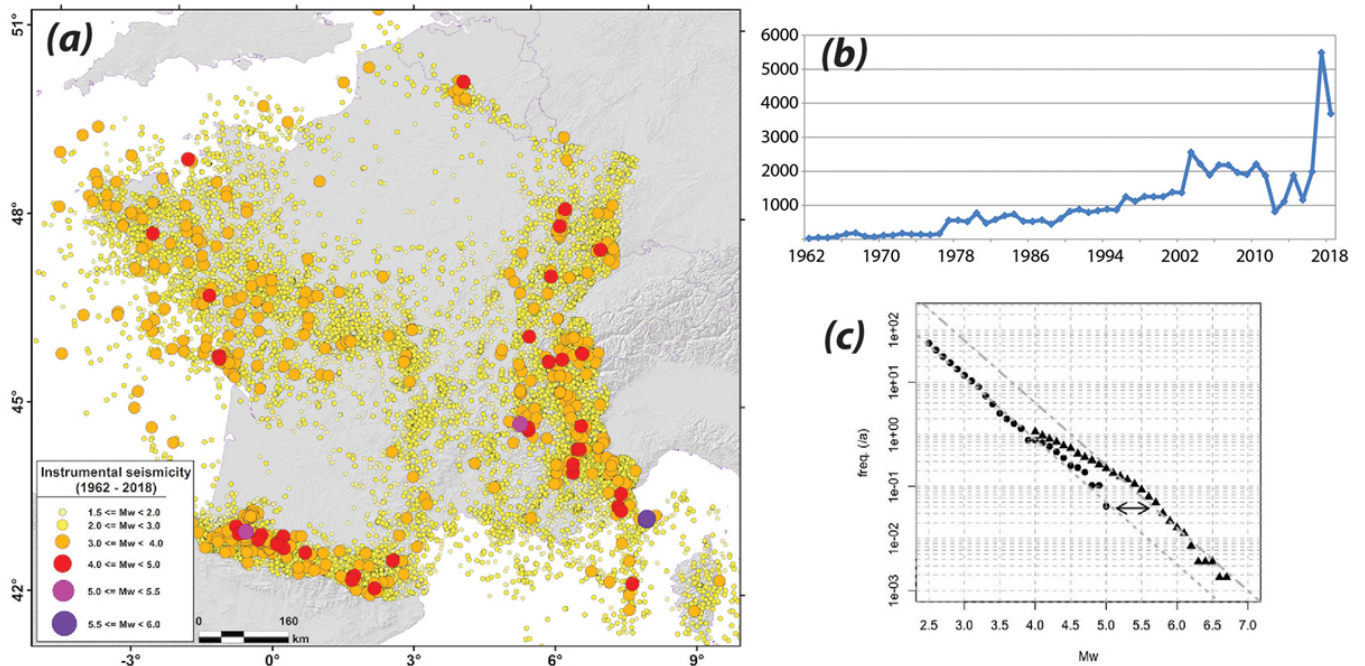 (a)
51°
48°
45°
42°
-3°
0°
3°
6°
9°
Instrumental seismicity
(1962 - 2018)
1.5 <= Mw < 2.0
2.0 <= Mw < 3.0
3.0 <= Mw < 4.0
4.0 <= Mw < 5.0
5.0 <= Mw < 5.5
5.5 <= Mw < 6.0
0 160
km
(b)
6000
5000
4000
3000
2000
1000
1962 1970 1978 1986 1994 2002 2010 2018
(c)
freq. (/a)
1e+02
1e+01
1e+00
1e-01
1e-02
1e-03
2.5 3.0 3.5 4.0 4.5 5.0 5.5 6.0 6.5 7.0
Mw